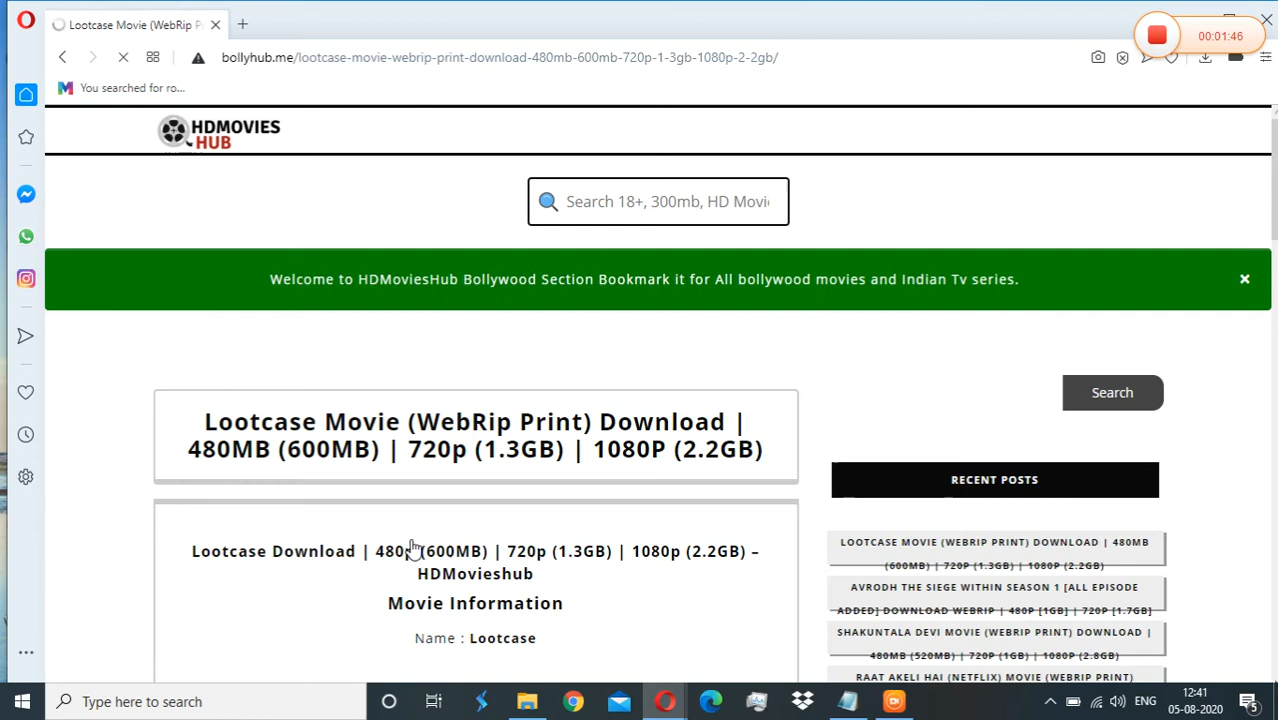 Lootcase Movie (WebRip P
00:01:46
bollyhub.me/lootcase-movie-webrip-print-download-480mb-600mb-720p-1-3gb-1080p-2-2gb/
You searched for ro...
HDMOVIES
HUB
Search 18+, 300mb, HD Movi
Welcome to HDMoviesHub Bollywood Section Bookmark it for All bollywood movies and Indian Tv series.
Search
Lootcase Movie (WebRip Print) Download |
480MB (600MB) | 720p (1.3GB) | 1080P (2.2GB)
RECENT POSTS
Lootcase Download | 480p (600MB) | 720p (1.3GB) | 1080p (2.2GB) –
HDMovieshub
Movie Information
Name : Lootcase
LOOTCASE MOVIE (WEBRIP PRINT) DOWNLOAD | 480MB
(600MB) | 720P (1.3GB) | 1080P (2.2GB)
AVRODH THE SIEGE WITHIN SEASON 1 [ALL EPISODE
ADDED] DOWNLOAD WEBRIP | 480P [1GB] | 720P [1.7GB]
SHAKUNTALA DEVI MOVIE (WEBRIP PRINT) DOWNLOAD |
480MB (520MB) | 720P (1GB) | 1080P (2.8GB)
RAAT AKELI HAI (NETFLIX) MOVIE (WEBRIP PRINT)
Type here to search
ENG
12:41
05-08-2020
5